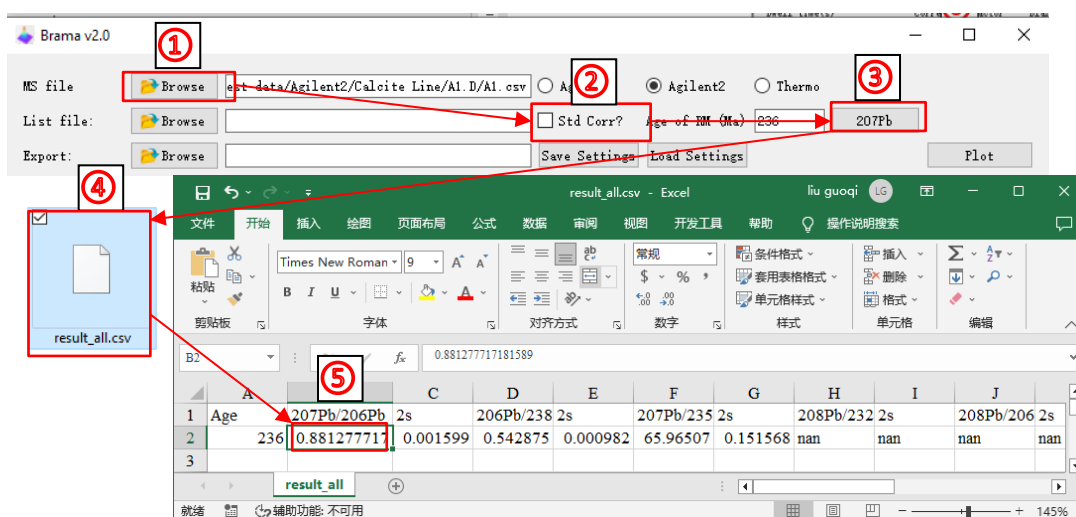 Brama v2.0
①
②
③
MS file Browse est data/Agilent2/Calcite Line/A1.D/A1.csv Agilent2 Thermo
List file: Browse Std Corr? Age of RM (Ma) 236 207Pb
Export: Browse Save Settings Load Settings Plot
④
result_all.csv
result_all.csv - Excel liu guoqi LG
文件 开始 插入 绘图 页面布局 公式 数据 审阅 视图 开发工具 帮助 操作说明搜索
粘贴 Times New Roman 9 A A ab 常规 条件格式 插入 Σ
B I U A $ % 套用表格格式 删除
单元格样式 格式
剪贴板 字体 对齐方式 数字 样式 单元格 编辑
B2 fx 0.881277717181589
⑤
A C D E F G H I J
1 Age 207Pb/206Pb 2s 206Pb/238 2s 207Pb/235 2s 208Pb/232 2s 208Pb/206 2s
2 236 0.881277717 0.001599 0.542875 0.000982 65.96507 0.151568 nan nan nan nan
3
result_all
就绪 辅助功能: 不可用 145%